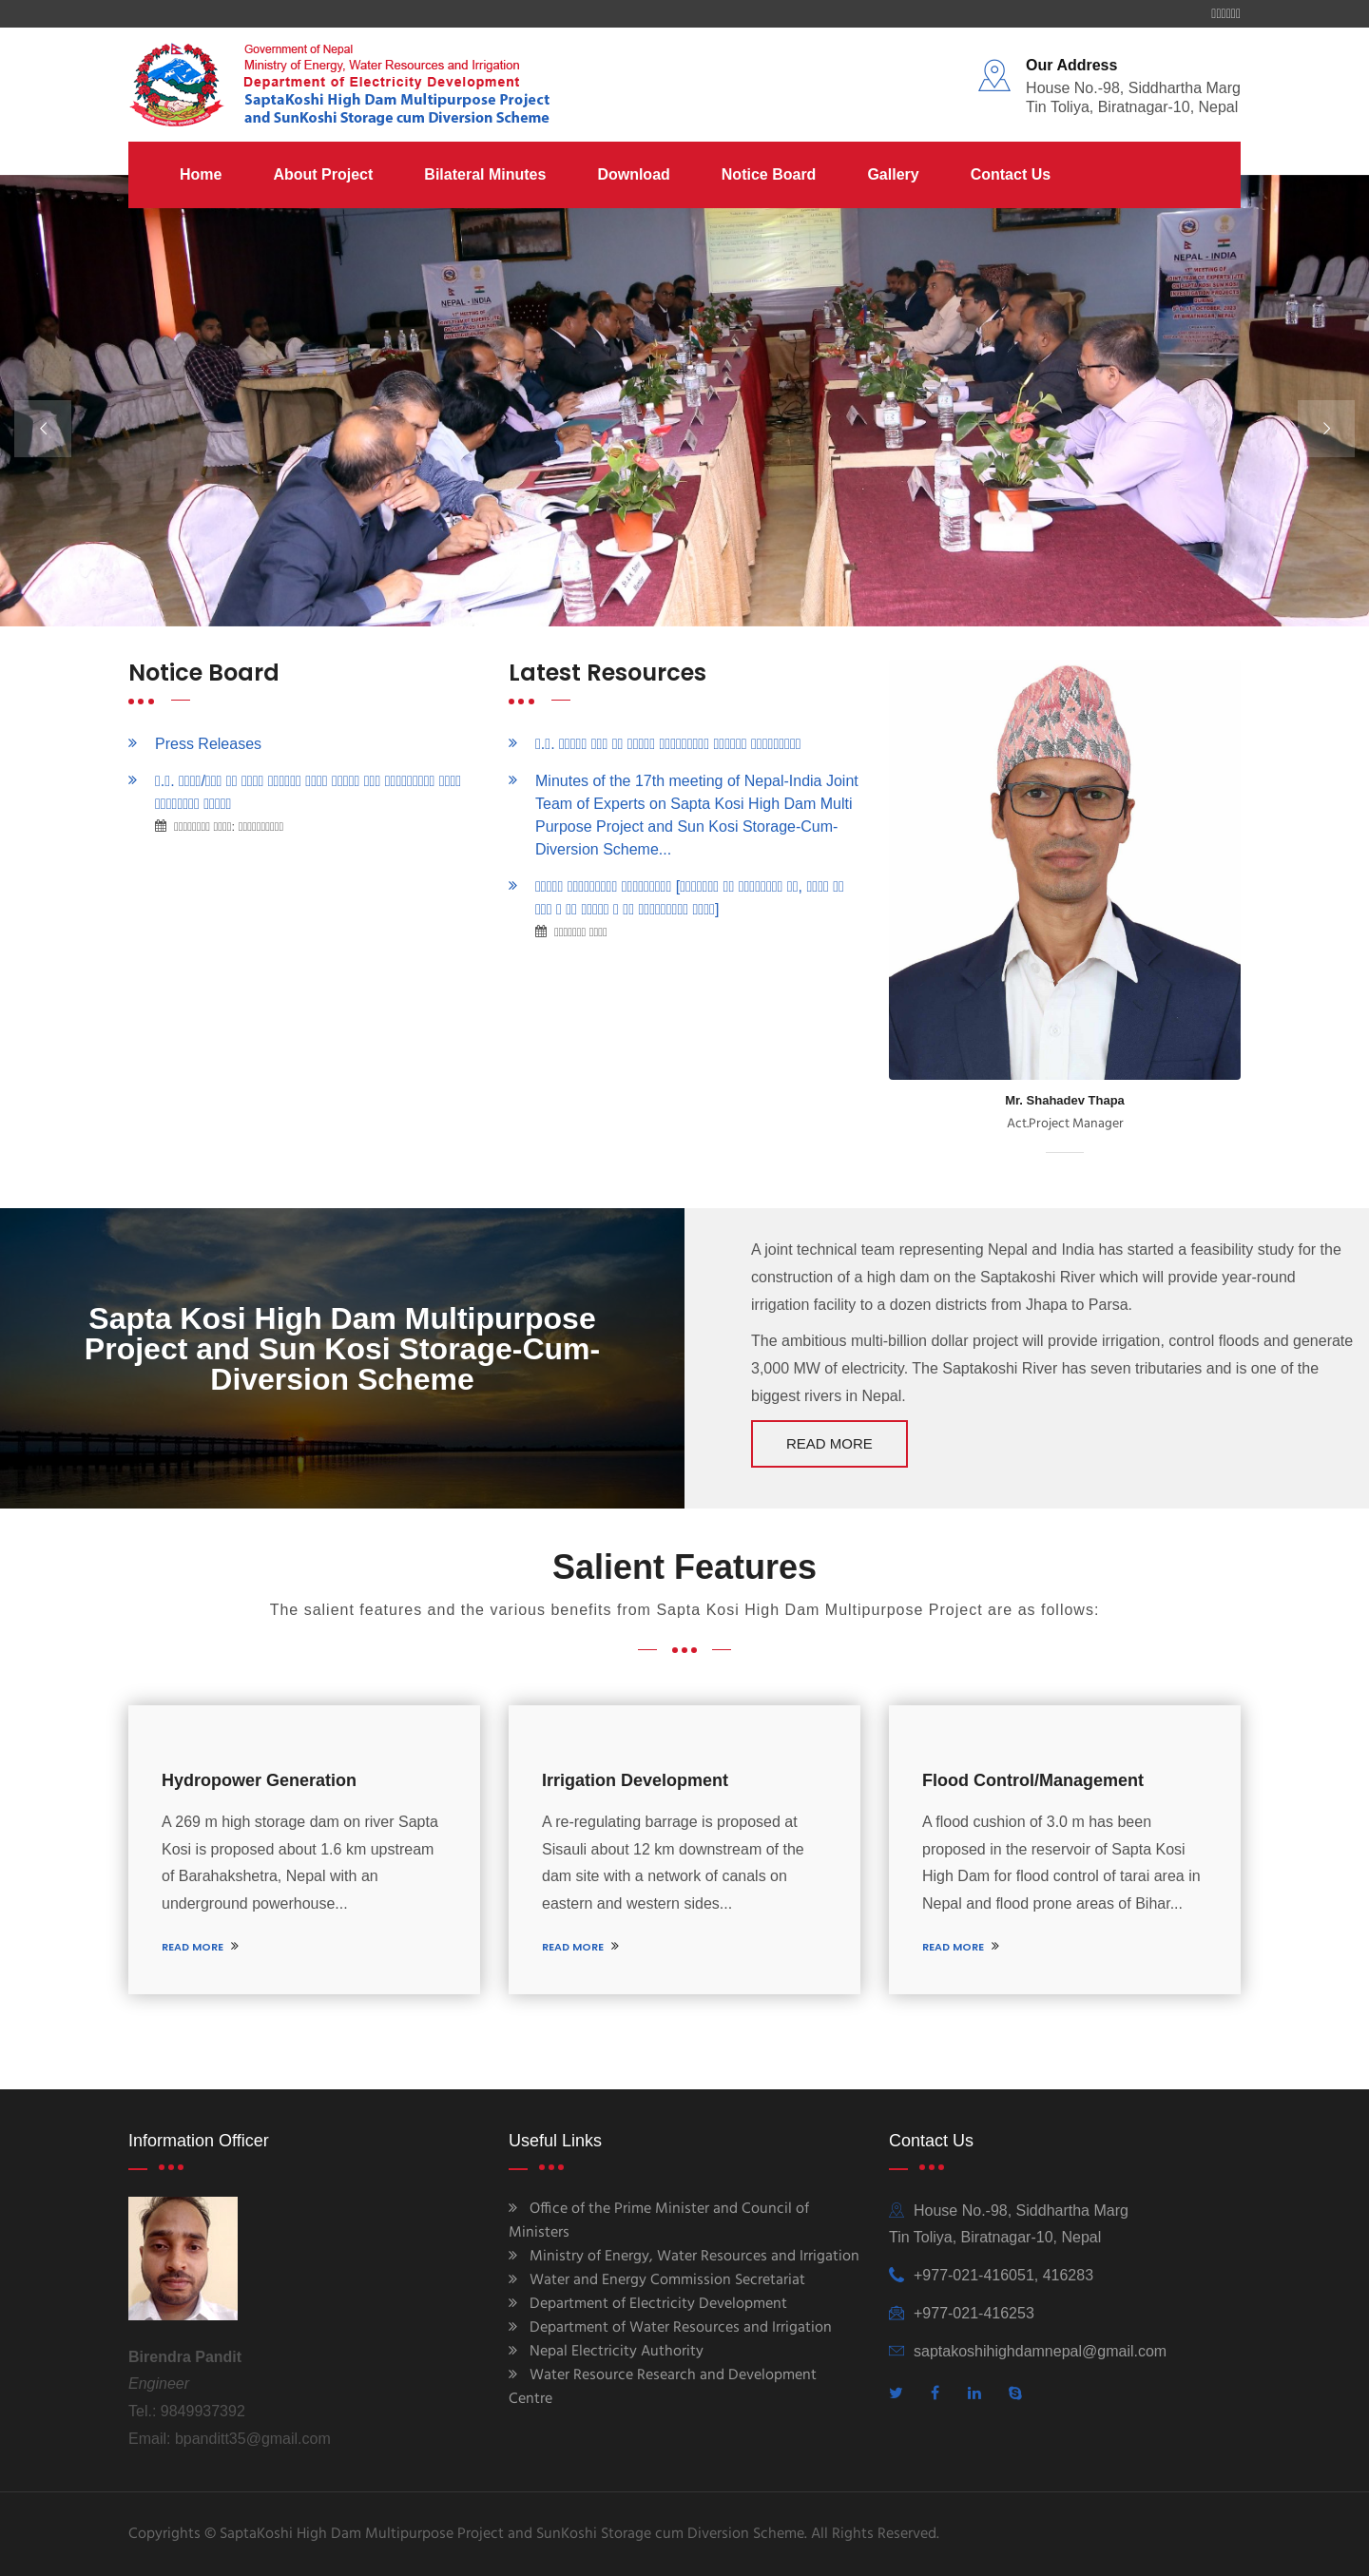 Government of Nepal
Ministry of Energy, Water Resources and Irrigation
Department of Electricity Development
SaptaKoshi High Dam Multipurpose Project
and SunKoshi Storage cum Diversion Scheme
Our Address
House No.-98, Siddhartha Marg
Tin Toliya, Biratnagar-10, Nepal
Home
About Project
Bilateral Minutes
Download
Notice Board
Gallery
Contact Us
NEPAL - INDIA
NEPAL - INDIA
Notice Board
Press Releases
Latest Resources
Minutes of the 17th meeting of Nepal-India Joint
Team of Experts on Sapta Kosi High Dam Multi
Purpose Project and Sun Kosi Storage-Cum-
Diversion Scheme...
Mr. Shahadev Thapa
Act.Project Manager
Sapta Kosi High Dam Multipurpose
Project and Sun Kosi Storage-Cum-
Diversion Scheme
A joint technical team representing Nepal and India has started a feasibility study for the
construction of a high dam on the Saptakoshi River which will provide year-round
irrigation facility to a dozen districts from Jhapa to Parsa.
The ambitious multi-billion dollar project will provide irrigation, control floods and generate
3,000 MW of electricity. The Saptakoshi River has seven tributaries and is one of the
biggest rivers in Nepal.
READ MORE
Salient Features
The salient features and the various benefits from Sapta Kosi High Dam Multipurpose Project are as follows:
Hydropower Generation
A 269 m high storage dam on river Sapta
Kosi is proposed about 1.6 km upstream
of Barahakshetra, Nepal with an
underground powerhouse...
READ MORE
Irrigation Development
A re-regulating barrage is proposed at
Sisauli about 12 km downstream of the
dam site with a network of canals on
eastern and western sides...
READ MORE
Flood Control/Management
A flood cushion of 3.0 m has been
proposed in the reservoir of Sapta Kosi
High Dam for flood control of tarai area in
Nepal and flood prone areas of Bihar...
READ MORE
Information Officer
Birendra Pandit
Engineer
Tel.: 9849937392
Email: bpanditt35@gmail.com
Useful Links
Office of the Prime Minister and Council of
Ministers
Ministry of Energy, Water Resources and Irrigation
Water and Energy Commission Secretariat
Department of Electricity Development
Department of Water Resources and Irrigation
Nepal Electricity Authority
Water Resource Research and Development
Centre
Contact Us
House No.-98, Siddhartha Marg
Tin Toliya, Biratnagar-10, Nepal
+977-021-416051, 416283
+977-021-416253
saptakoshihighdamnepal@gmail.com
Copyrights © SaptaKoshi High Dam Multipurpose Project and SunKoshi Storage cum Diversion Scheme. All Rights Reserved.